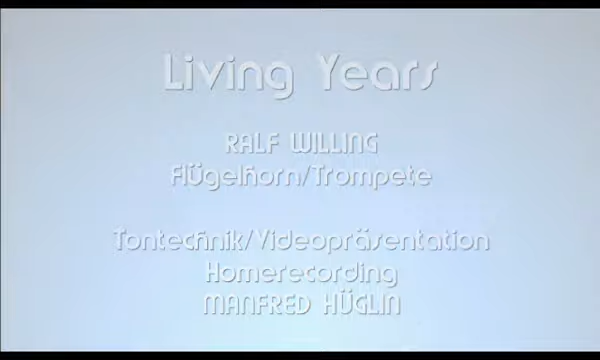 Living Years
RALF WILLING
Flügelhorn/Trompete
Tontechnik/Videopräsentation
Homerecording
MANFRED HÜGLIN